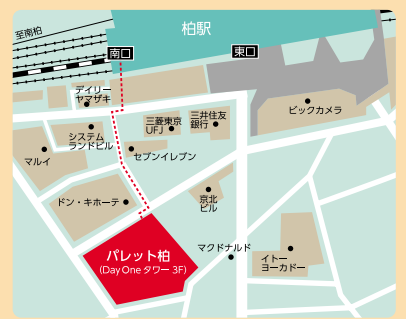 至南柏
柏駅
南口
東口
デイリー
ヤマザキ
システム
ランドビル
三菱東京
UFJ
三井住友
銀行
ビックカメラ
マルイ
セブンイレブン
ドン・キホーテ
京北
ビル
マクドナルド
イトー
ヨーカドー
パレット柏
(Day Oneタワー 3F)